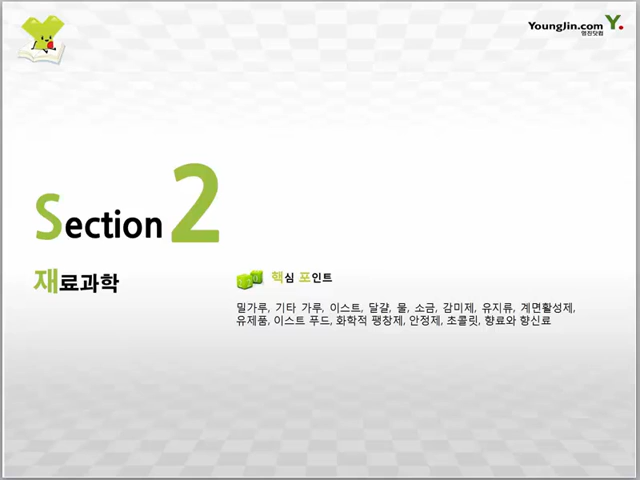 YoungJin.com Y.
영진닷컴
Section 2
재료과학
핵심 포인트
밀가루, 기타 가루, 이스트, 달걀, 물, 소금, 감미제, 유지류, 계면활성제,
유제품, 이스트 푸드, 화학적 팽창제, 안정제, 초콜릿, 향료와 향신료